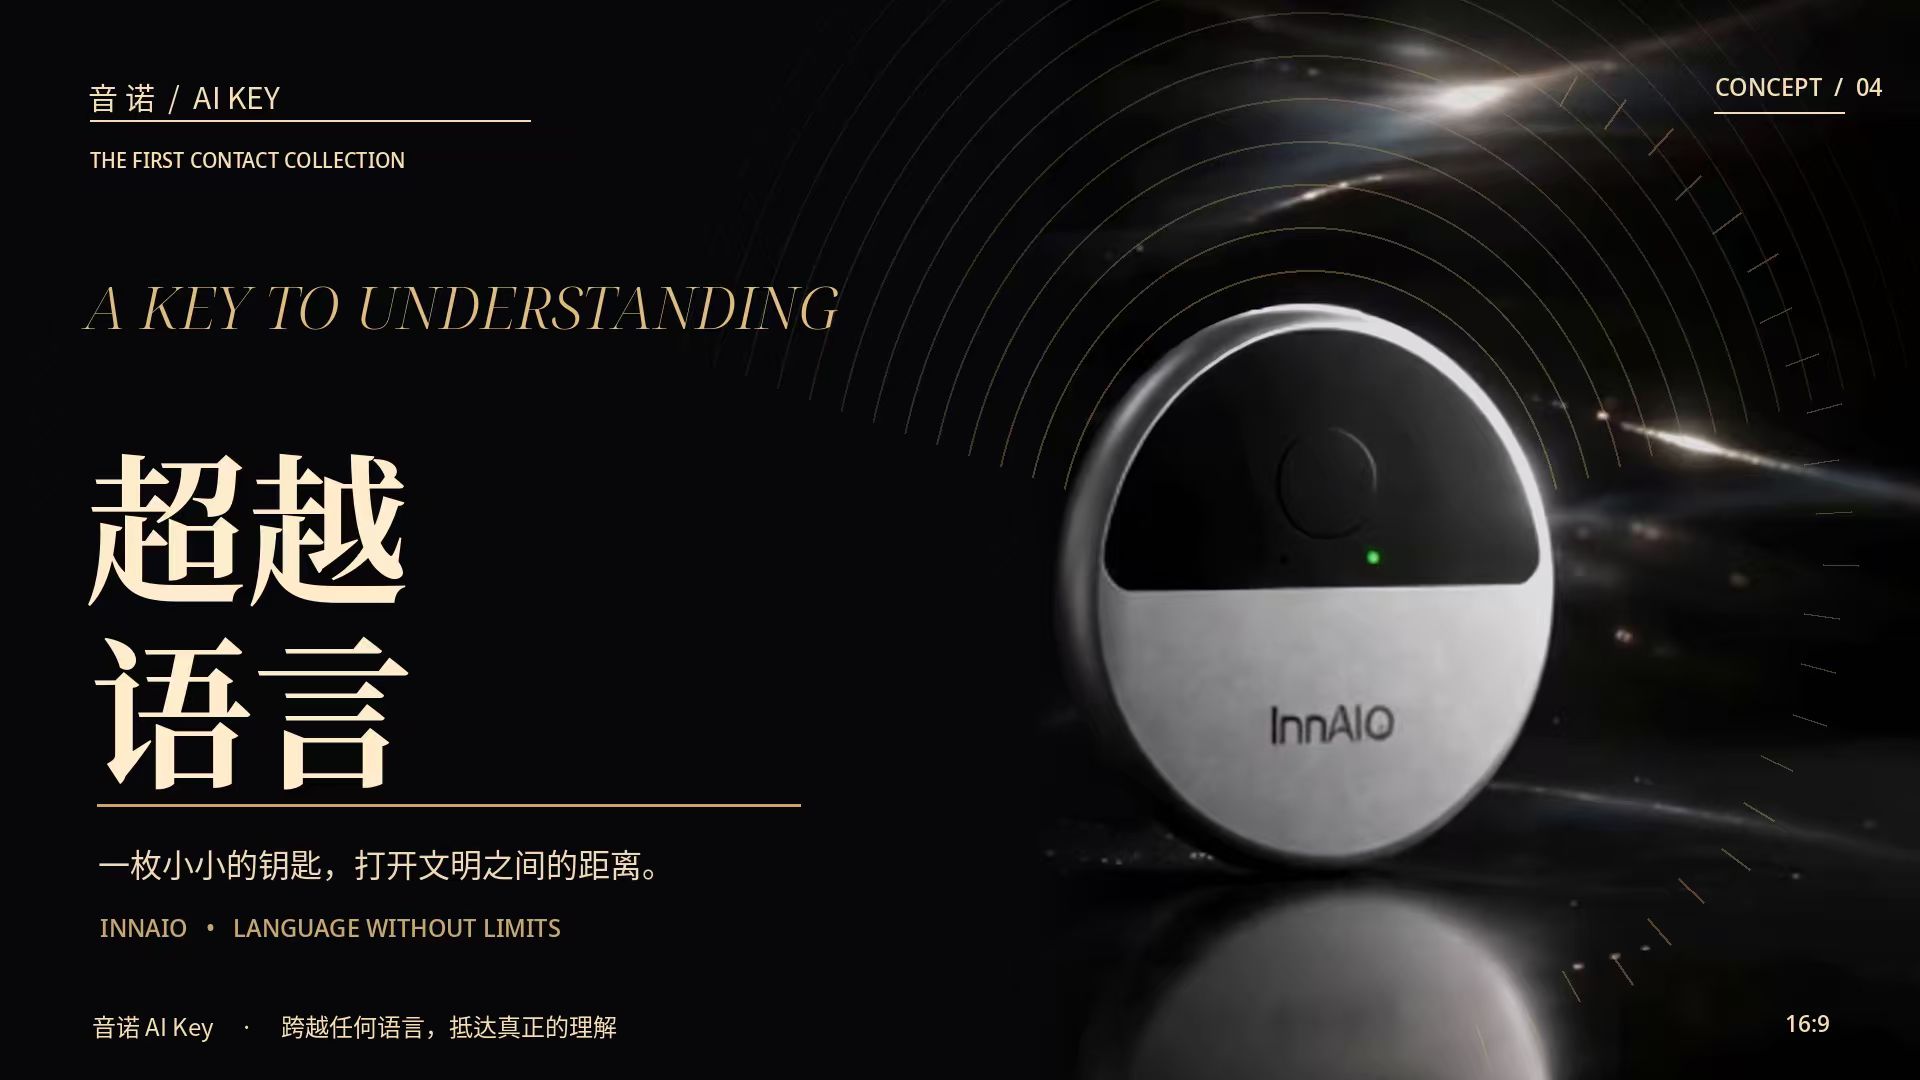 音诺 / AI KEY
CONCEPT / 04
THE FIRST CONTACT COLLECTION
A KEY TO UNDERSTANDING
超越
语言
InnAIO
一枚小小的钥匙，打开文明之间的距离。
INNAIO • LANGUAGE WITHOUT LIMITS
音诺 AI Key · 跨越任何语言，抵达真正的理解
16:9